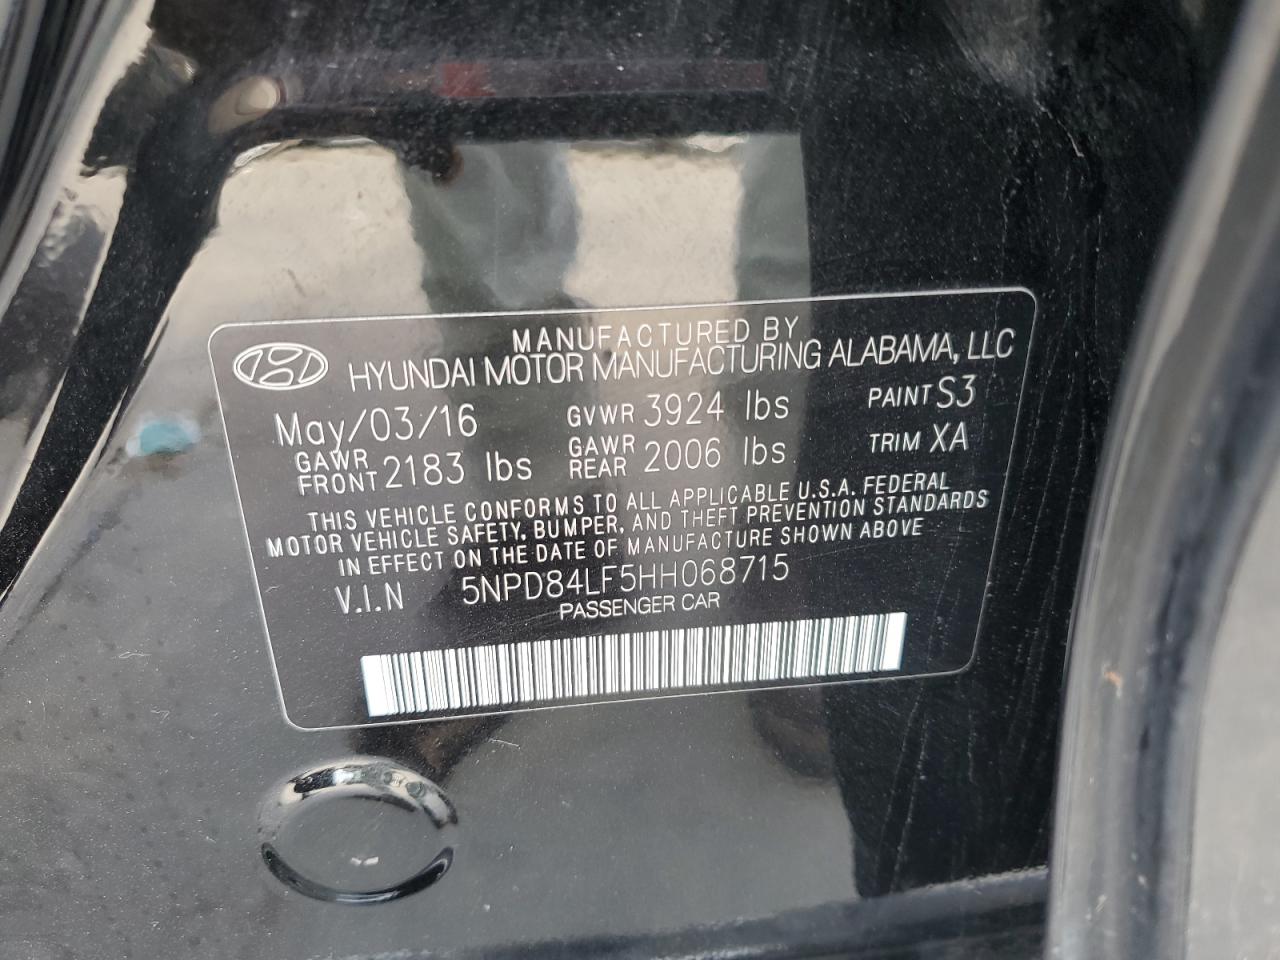 MANUFACTURED BY
HYUNDAI MOTOR MANUFACTURING ALABAMA, LLC
May/03/16 GVWR 3924 lbs PAINT S3
GAWR FRONT 2183 lbs GAWR REAR 2006 lbs TRIM XA
THIS VEHICLE CONFORMS TO ALL APPLICABLE U.S.A. FEDERAL
MOTOR VEHICLE SAFETY, BUMPER, AND THEFT PREVENTION STANDARDS
IN EFFECT ON THE DATE OF MANUFACTURE SHOWN ABOVE
V.I.N 5NPD84LF5HH068715
PASSENGER CAR